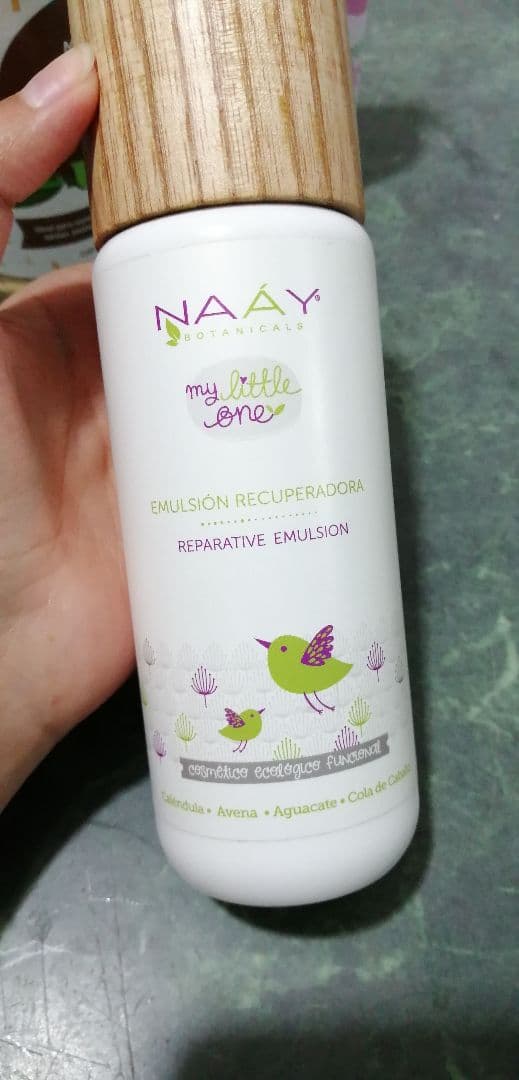 NAÁY®
BOTANICALS
my little
one
EMULSIÓN RECUPERADORA
REPARATIVE EMULSION
cosmético ecológico funcional
Caléndula • Avena • Aguacate • Cola de Caballo